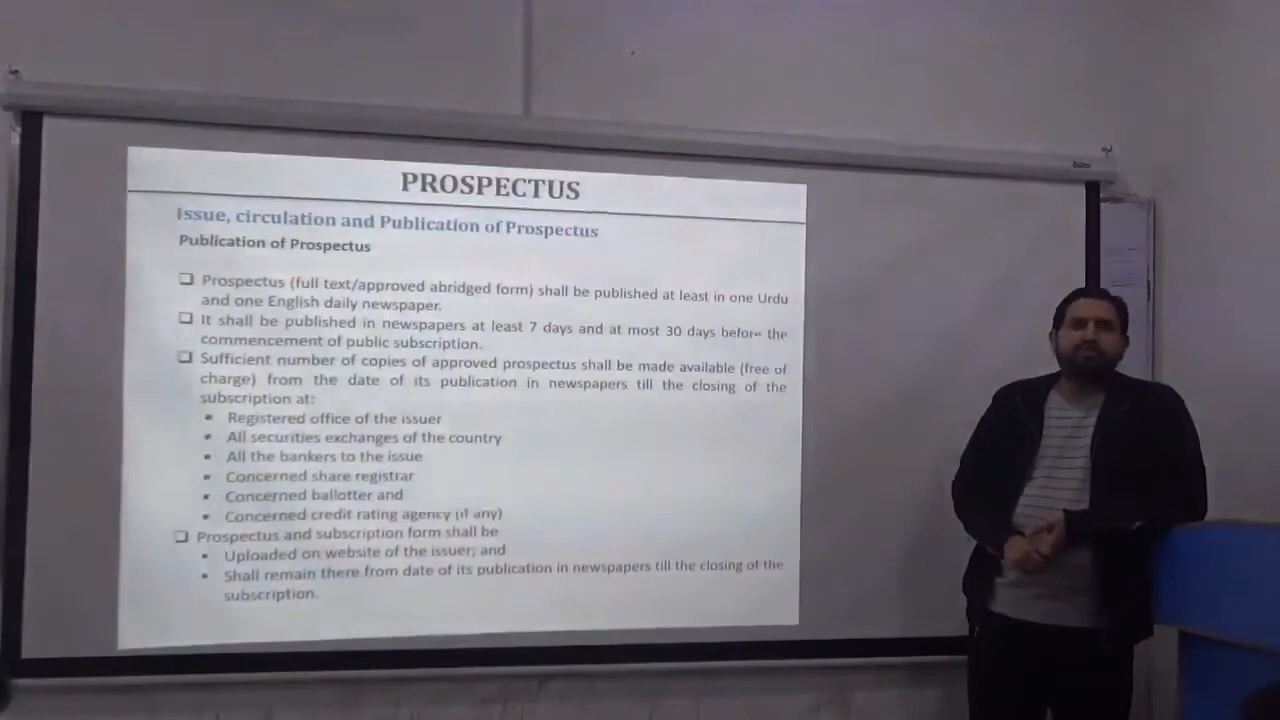 PROSPECTUS
Issue, circulation and Publication of Prospectus
Publication of Prospectus
❑ Prospectus (full text/approved abridged form) shall be published at least in one Urdu
and one English daily newspaper.
❑ It shall be published in newspapers at least 7 days and at most 30 days before the
commencement of public subscription.
❑ Sufficient number of copies of approved prospectus shall be made available (free of
charge) from the date of its publication in newspapers till the closing of the
subscription at:
▪ Registered office of the issuer
▪ All securities exchanges of the country
▪ All the bankers to the issue
▪ Concerned share registrar
▪ Concerned ballotter and
▪ Concerned credit rating agency (if any)
❑ Prospectus and subscription form shall be
▪ Uploaded on website of the issuer; and
▪ Shall remain there from date of its publication in newspapers till the closing of the
subscription.